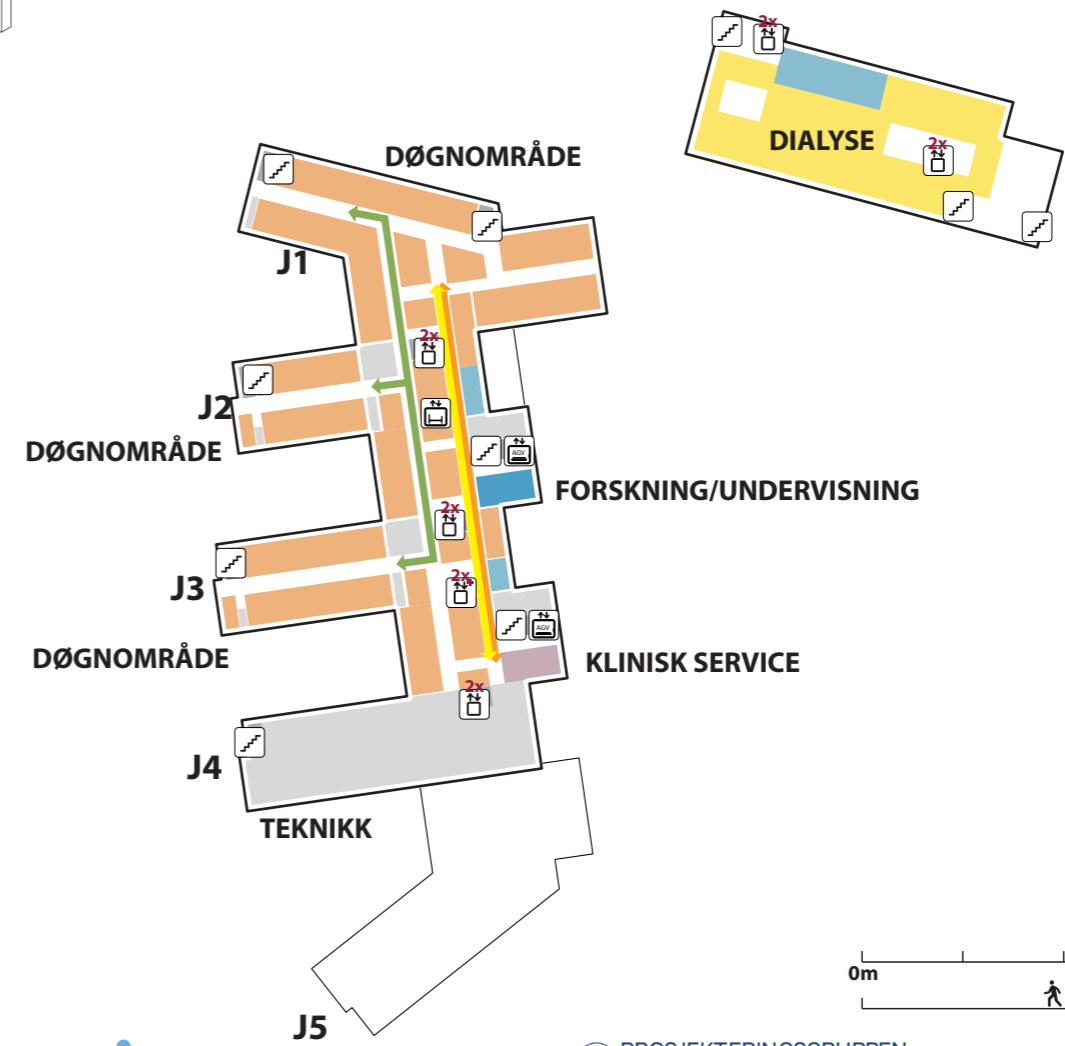 2x
DIALYSE
2x
DØGNOMRÅDE
J1
2x
J2
DØGNOMRÅDE
AGV
FORSKNING/UNDERVISNING
2x
J3
2x
AGV
DØGNOMRÅDE
KLINISK SERVICE
2x
J4
TEKNIKK
0m
J5
PROSJEKTERINGSGRUPPEN